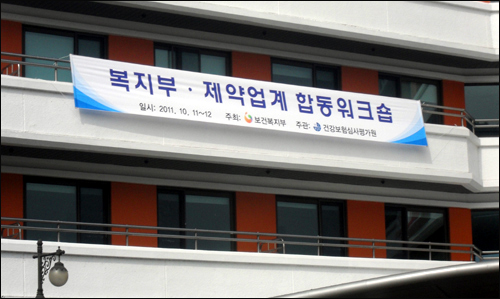 복지부 · 제약업계 합동워크숍
일시: 2011. 10. 11~12 주최: 보건복지부 주관: 건강보험심사평가원